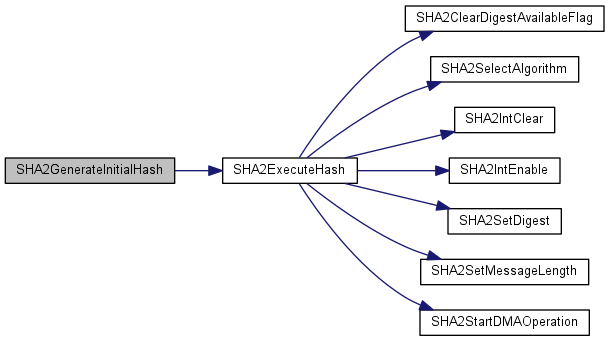 SHA2ClearDigestAvailableFlag
SHA2SelectAlgorithm
SHA2IntClear
SHA2GenerateInitialHash
SHA2ExecuteHash
SHA2IntEnable
SHA2SetDigest
SHA2SetMessageLength
SHA2StartDMAOperation